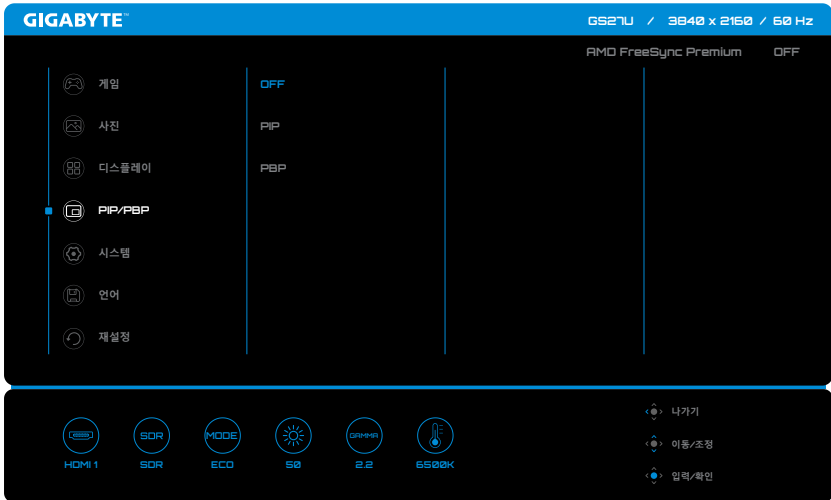 GIGABYTE™
GS27U / 3840 x 2160 / 60 Hz
AMD FreeSync Premium OFF
게임
OFF
사진
PIP
디스플레이
PBP
PIP/PBP
시스템
언어
재설정
SDR
MODE
GAMMA
HDMI 1
SDR
ECO
50
2.2
6500K
나가기
이동/조정
입력/확인